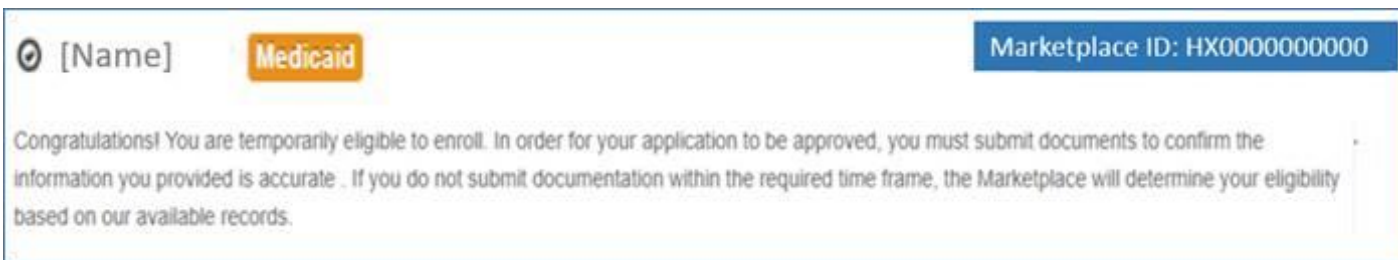 [Name] Medicaid Marketplace ID: HX0000000000
Congratulations! You are temporarily eligible to enroll. In order for your application to be approved, you must submit documents to confirm the
information you provided is accurate . If you do not submit documentation within the required time frame, the Marketplace will determine your eligibility
based on our available records.